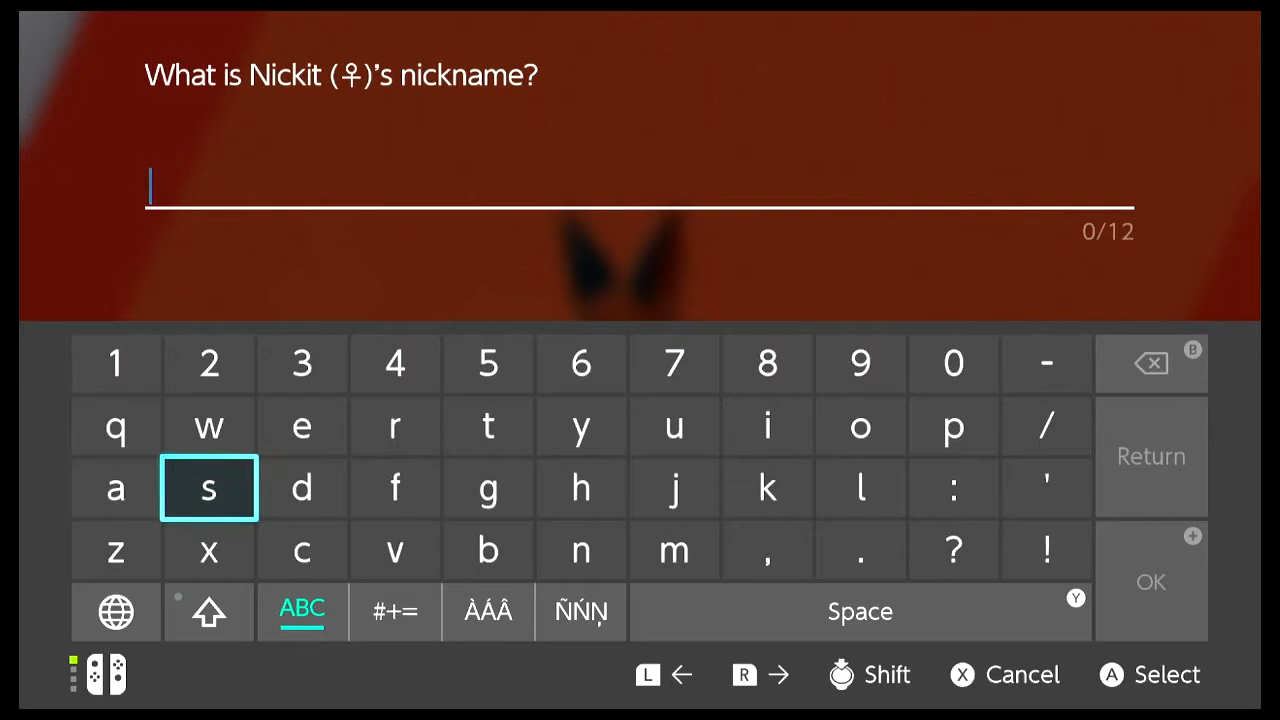 What is Nickit (♀)'s nickname?
0/12
1 2 3 4 5 6 7 8 9 0 -
B
q w e r t y u i o p /
Return
a s d f g h j k l : '
z x c v b n m , . ? !
+
OK
ABC #+= ÀÁÂ ÑŃŅ Space Y
L ← R → Shift X Cancel A Select